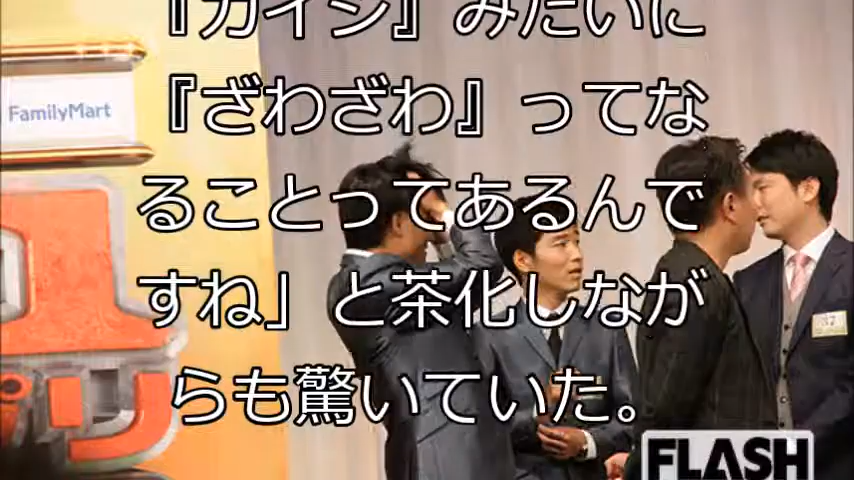 『カイジ』みたいに
『ざわざわ』ってな
ることってあるんで
すね」と茶化しなが
らも驚いていた。
FamilyMart
FLASH